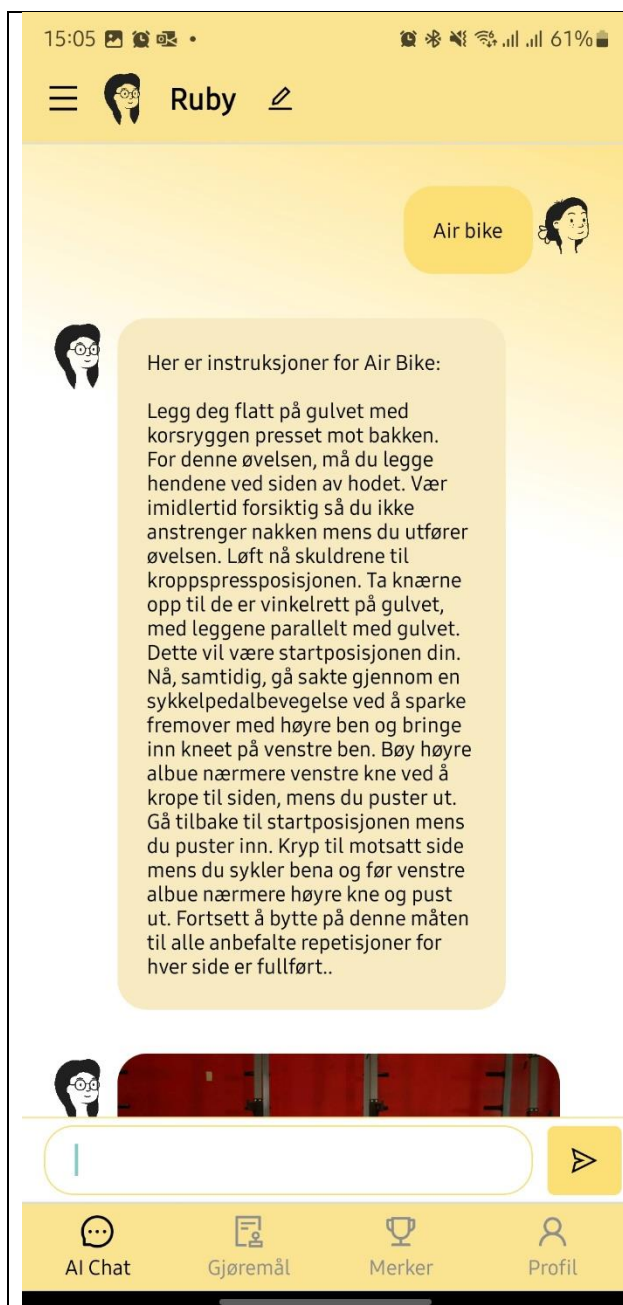 15:05
61%
Ruby
Air bike
Her er instruksjoner for Air Bike:
Legg deg flatt på gulvet med
korsryggen presset mot bakken.
For denne øvelsen, må du legge
hendene ved siden av hodet. Vær
imidlertid forsiktig så du ikke
anstrenger nakken mens du utfører
øvelsen. Løft nå skuldrene til
kroppspressposisjonen. Ta knærne
opp til de er vinkelrett på gulvet,
med leggene parallelt med gulvet.
Dette vil være startposisjonen din.
Nå, samtidig, gå sakte gjennom en
sykkelpedalbevegelse ved å sparke
fremover med høyre ben og bringe
inn kneet på venstre ben. Bøy høyre
albue nærmere venstre kne ved å
krope til siden, mens du puster ut.
Gå tilbake til startposisjonen mens
du puster inn. Kryp til motsatt side
mens du sykler bena og før venstre
albue nærmere høyre kne og pust
ut. Fortsett å bytte på denne måten
til alle anbefalte repetisjoner for
hver side er fullført..
AI Chat
Gjøremål
Merker
Profil